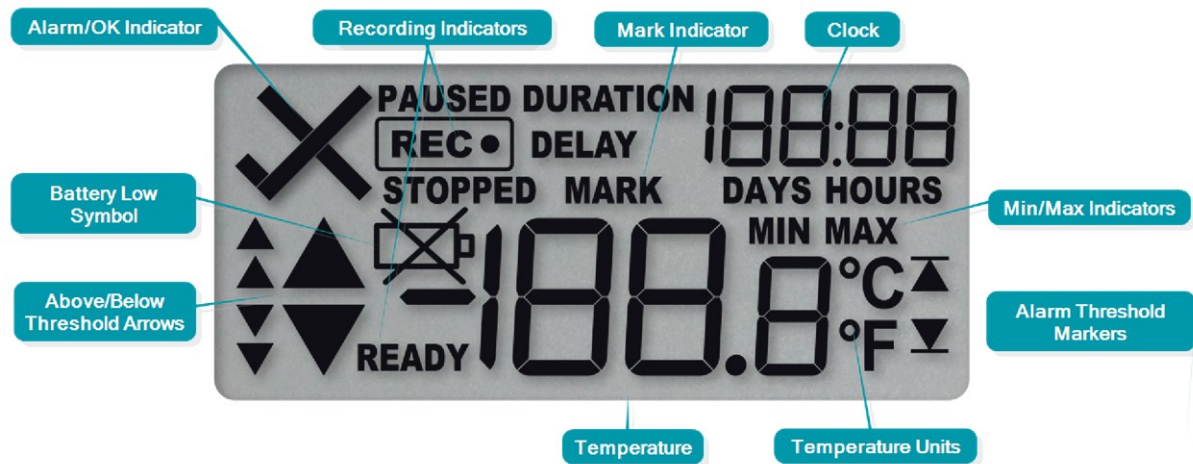 Alarm/OK Indicator
Recording Indicators
Mark Indicator
Clock
PAUSED DURATION
188:88
REC● DELAY
STOPPED MARK DAYS HOURS
Battery Low
Symbol
MIN MAX
Min/Max Indicators
-188.8
°C
°F
Above/Below
Threshold Arrows
Alarm Threshold
Markers
READY
Temperature
Temperature Units